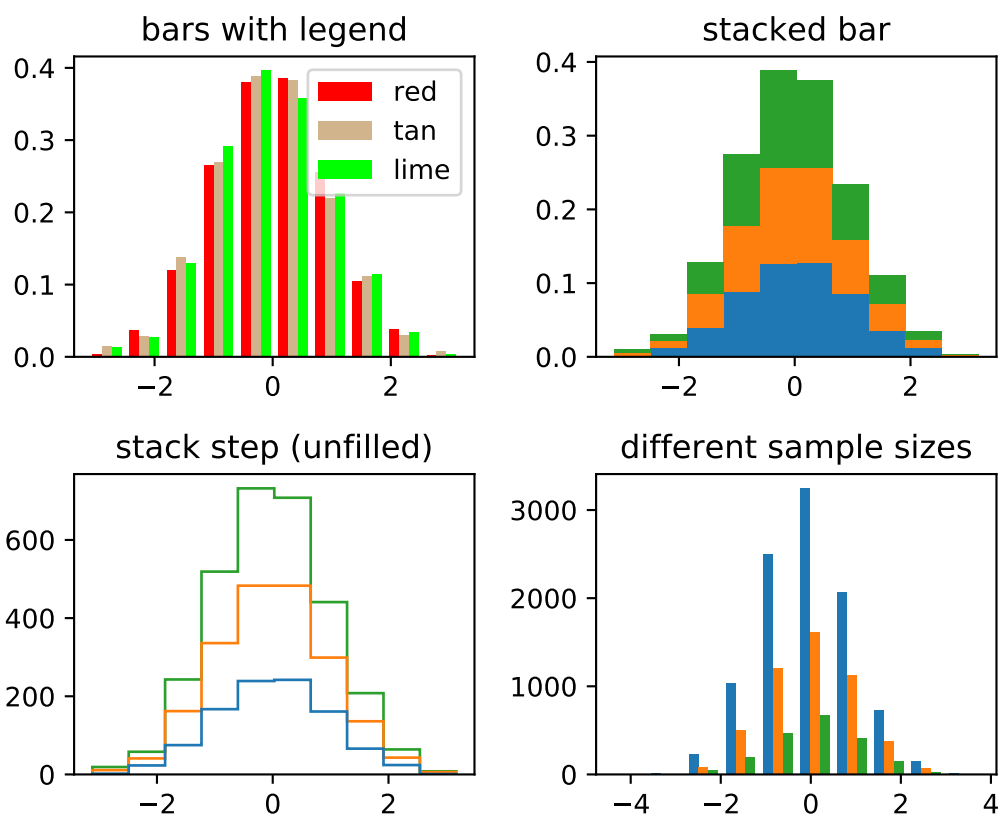 bars with legend
0.4
0.3
0.2
0.1
0.0
−2 0 2
red
tan
lime
stacked bar
0.4
0.3
0.2
0.1
0.0
−2 0 2
stack step (unfilled)
600
400
200
0
−2 0 2
different sample sizes
3000
2000
1000
0
−4 −2 0 2 4